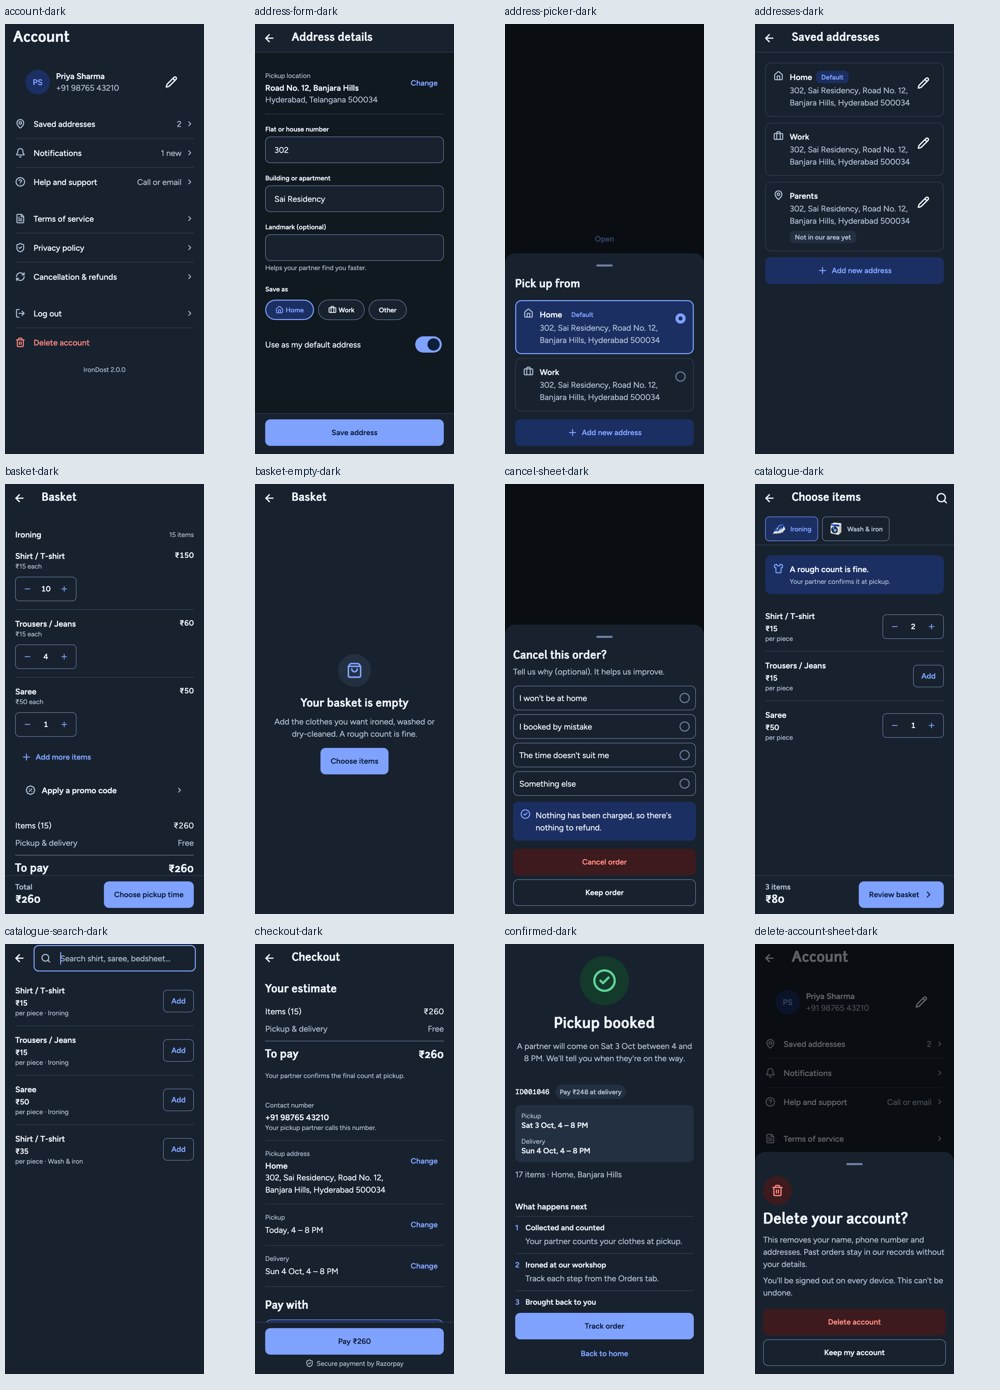 account-dark
Account
PS
Priya Sharma
+91 98765 43210
Saved addresses 2
Notifications 1 new
Help and support Call or email
Terms of service
Privacy policy
Cancellation & refunds
Log out
Delete account
IronDost 2.0.0
address-form-dark
Address details
Pickup location
Road No. 12, Banjara Hills
Hyderabad, Telangana 500034
Change
Flat or house number
302
Building or apartment
Sai Residency
Landmark (optional)
Helps your partner find you faster.
Save as
Home Work Other
Use as my default address
Save address
address-picker-dark
Open
Pick up from
Home Default
302, Sai Residency, Road No. 12,
Banjara Hills, Hyderabad 500034
Work
302, Sai Residency, Road No. 12,
Banjara Hills, Hyderabad 500034
+ Add new address
addresses-dark
Saved addresses
Home Default
302, Sai Residency, Road No. 12,
Banjara Hills, Hyderabad 500034
Work
302, Sai Residency, Road No. 12,
Banjara Hills, Hyderabad 500034
Parents
302, Sai Residency, Road No. 12,
Banjara Hills, Hyderabad 500034
Not in our area yet
+ Add new address
basket-dark
Basket
Ironing 15 items
Shirt / T-shirt ₹150
₹15 each
− 10 +
Trousers / Jeans ₹60
₹15 each
− 4 +
Saree ₹50
₹50 each
− 1 +
+ Add more items
Apply a promo code
Items (15) ₹260
Pickup & delivery Free
To pay ₹260
Total
₹260
Choose pickup time
basket-empty-dark
Basket
Your basket is empty
Add the clothes you want ironed, washed or
dry-cleaned. A rough count is fine.
Choose items
cancel-sheet-dark
Cancel this order?
Tell us why (optional). It helps us improve.
I won't be at home
I booked by mistake
The time doesn't suit me
Something else
Nothing has been charged, so there's
nothing to refund.
Cancel order
Keep order
catalogue-dark
Choose items
Ironing Wash & iron
A rough count is fine.
Your partner confirms it at pickup.
Shirt / T-shirt
₹15
per piece
− 2 +
Trousers / Jeans
₹15
per piece
Add
Saree
₹50
per piece
− 1 +
3 items
₹80
Review basket
catalogue-search-dark
Search shirt, saree, bedsheet...
Shirt / T-shirt
₹15
per piece · Ironing
Add
Trousers / Jeans
₹15
per piece · Ironing
Add
Saree
₹50
per piece · Ironing
Add
Shirt / T-shirt
₹35
per piece · Wash & iron
Add
checkout-dark
Checkout
Your estimate
Items (15) ₹260
Pickup & delivery Free
To pay ₹260
Your partner confirms the final count at pickup.
Contact number
+91 98765 43210
Your pickup partner calls this number.
Pickup address
Home
302, Sai Residency, Road No. 12,
Banjara Hills, Hyderabad 500034
Change
Pickup
Today, 4 – 8 PM
Change
Delivery
Sun 4 Oct, 4 – 8 PM
Change
Pay with
Pay ₹260
Secure payment by Razorpay
confirmed-dark
Pickup booked
A partner will come on Sat 3 Oct between 4 and
8 PM. We'll tell you when they're on the way.
ID001046 Pay ₹248 at delivery
Pickup
Sat 3 Oct, 4 – 8 PM
Delivery
Sun 4 Oct, 4 – 8 PM
17 items · Home, Banjara Hills
What happens next
1 Collected and counted
Your partner counts your clothes at pickup.
2 Ironed at our workshop
Track each step from the Orders tab.
3 Brought back to you
Track order
Back to home
delete-account-sheet-dark
Account
PS
Priya Sharma
+91 98765 43210
Saved addresses 2
Notifications
Help and support Call or email
Terms of service
Delete your account?
This removes your name, phone number and
addresses. Past orders stay in our records without
your details.
You'll be signed out on every device. This can't be
undone.
Delete account
Keep my account